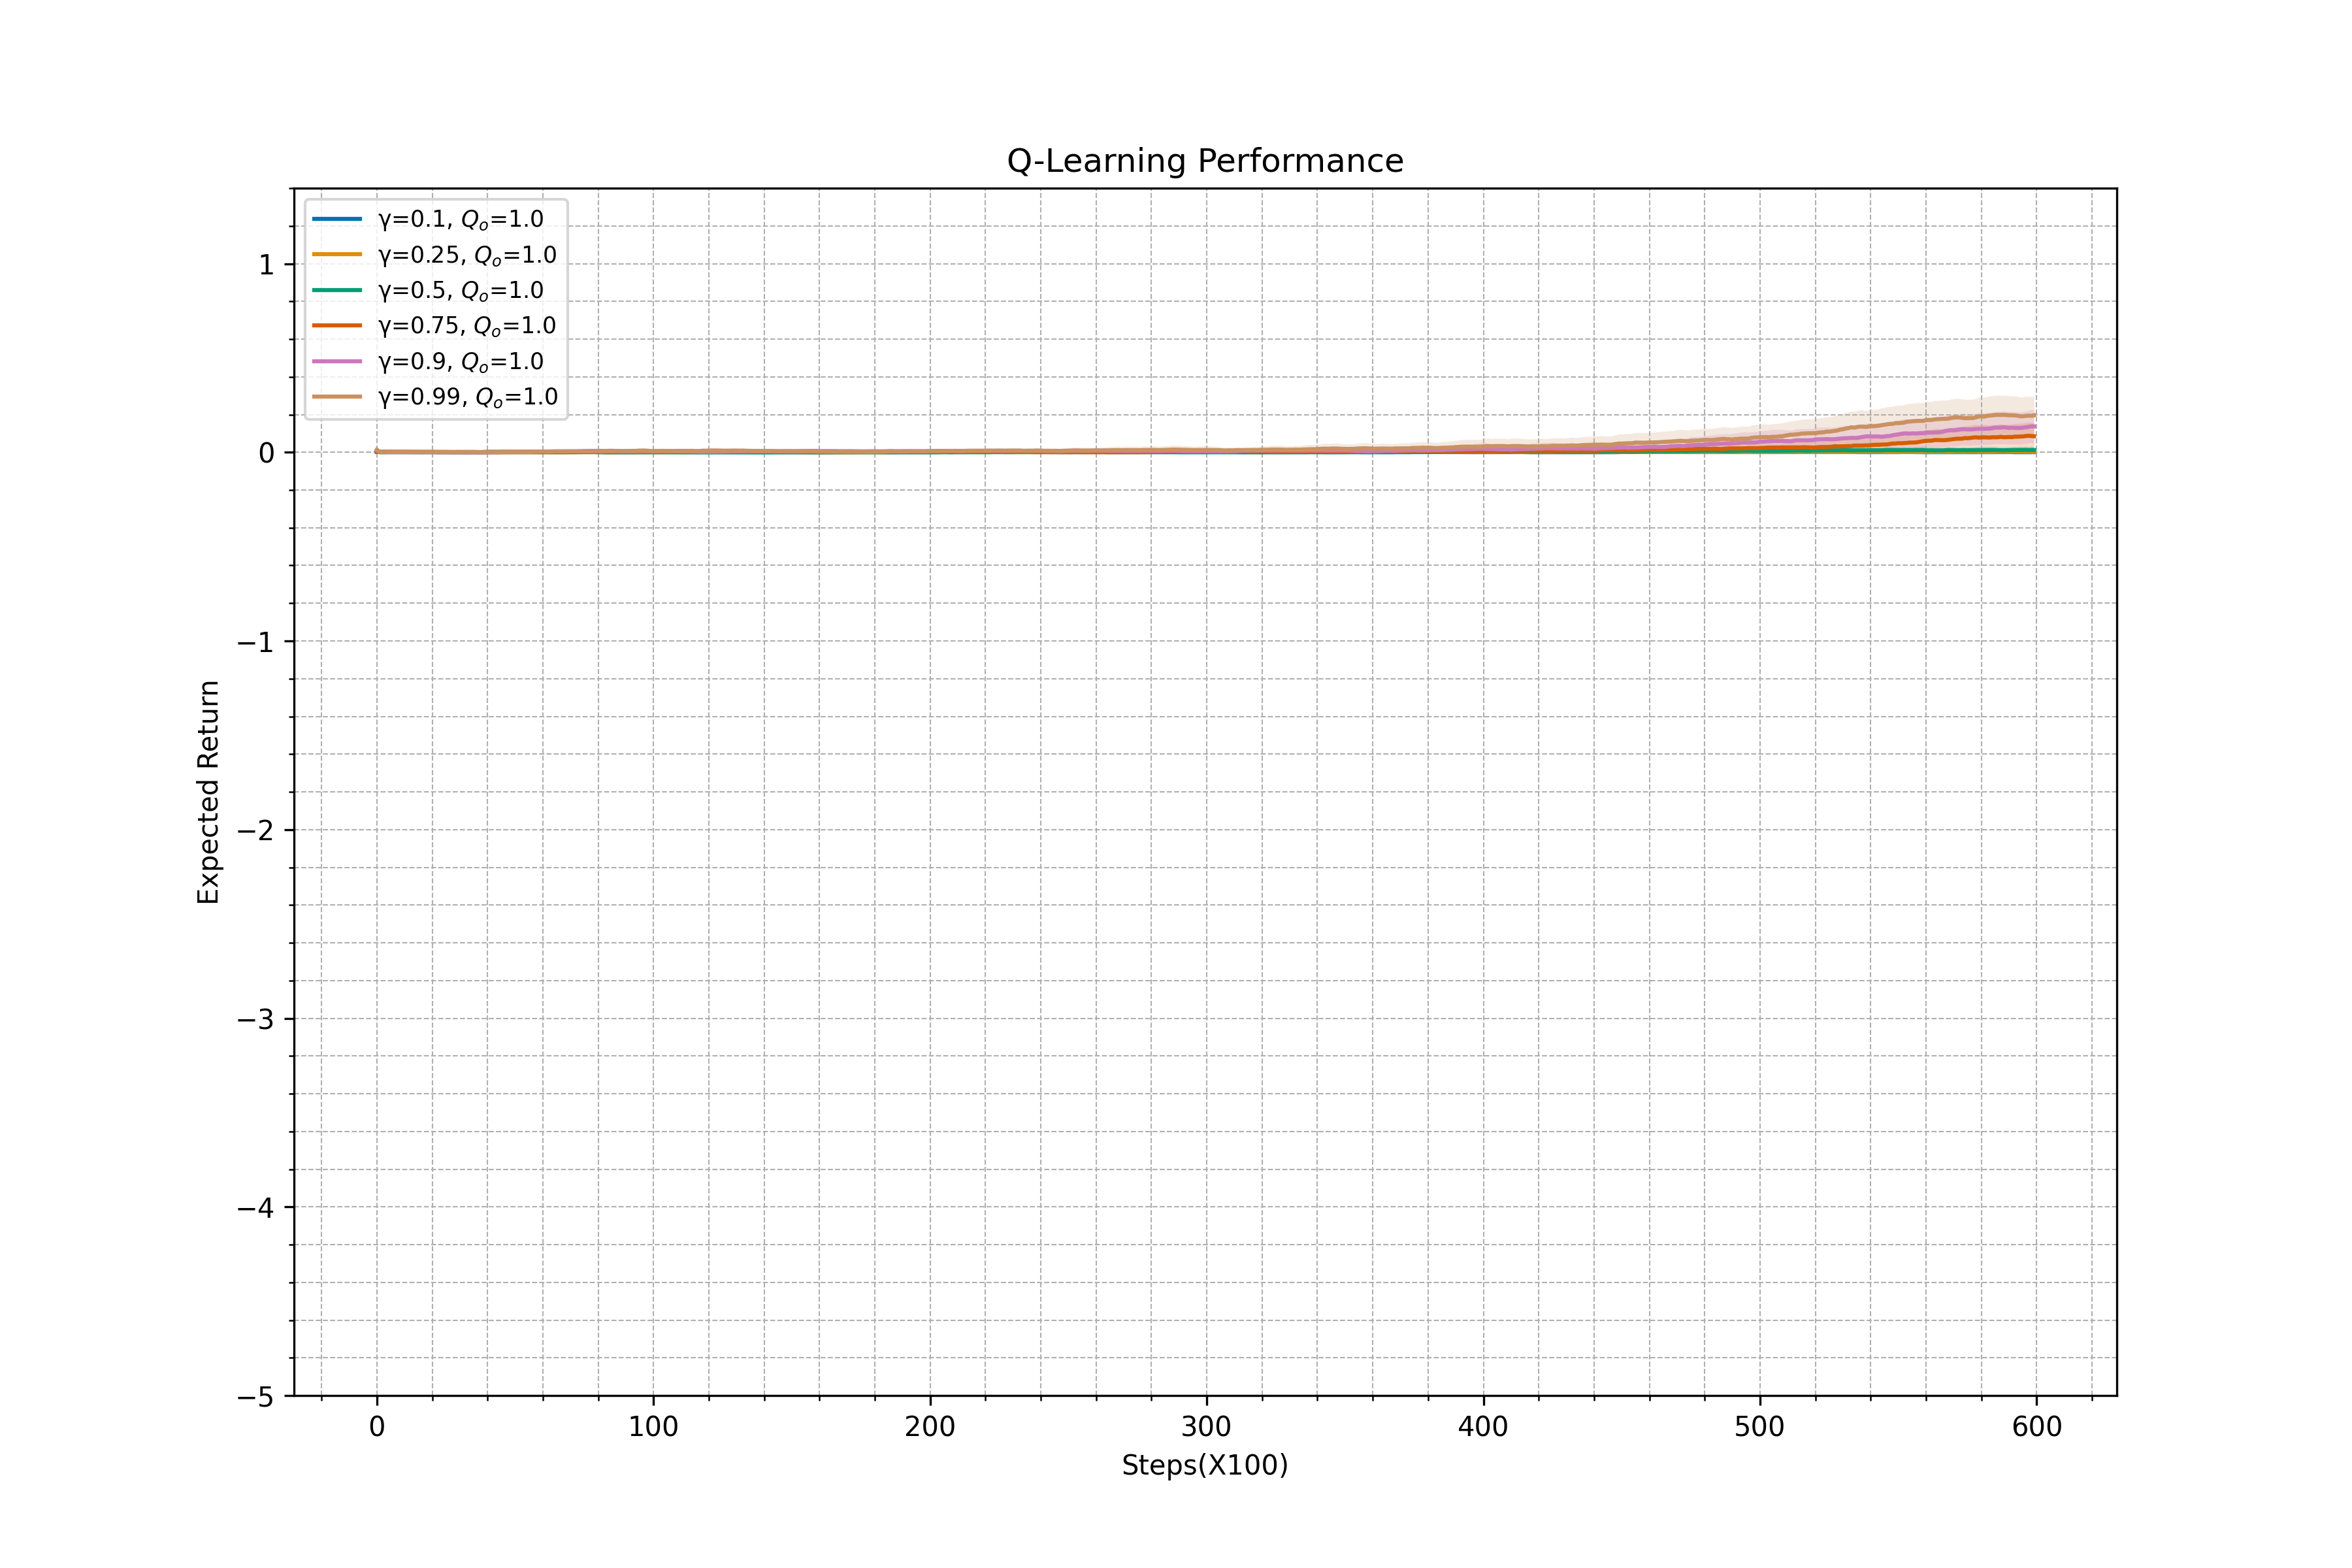 Q-Learning Performance
γ=0.1, Qₒ=1.0
γ=0.25, Qₒ=1.0
γ=0.5, Qₒ=1.0
γ=0.75, Qₒ=1.0
γ=0.9, Qₒ=1.0
γ=0.99, Qₒ=1.0
1
0
−1
−2
−3
−4
−5
Expected Return
0 100 200 300 400 500 600
Steps(X100)